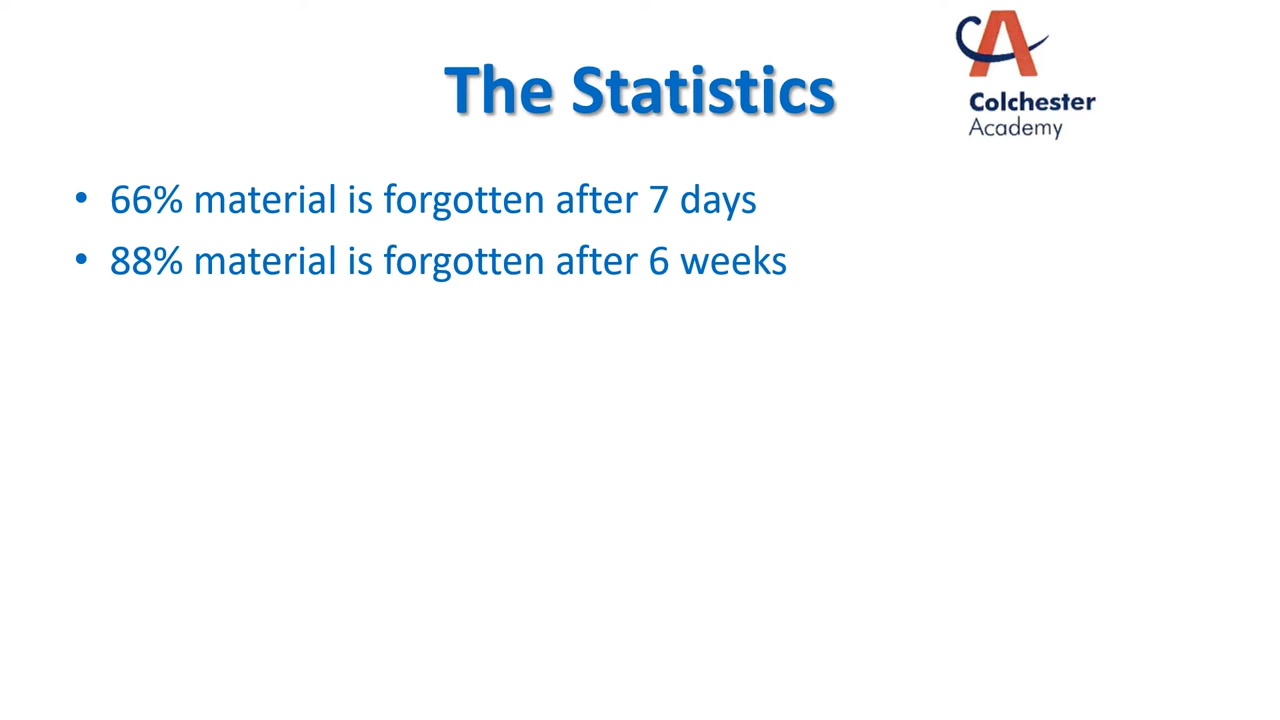 The Statistics
Colchester
Academy
• 66% material is forgotten after 7 days
• 88% material is forgotten after 6 weeks